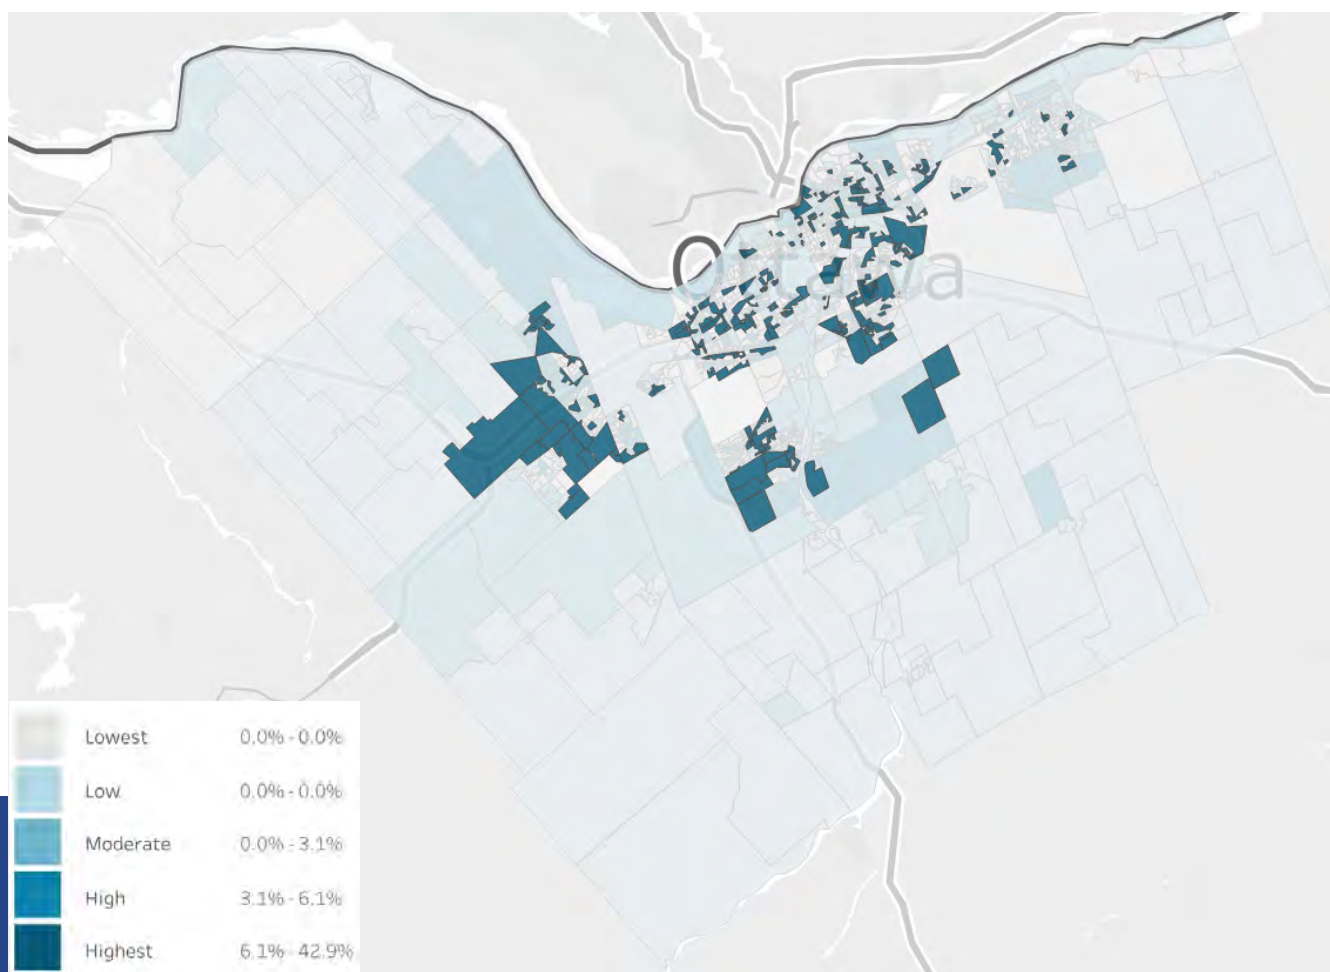 Ottawa
Lowest 0.0% - 0.0%
Low 0.0% - 0.0%
Moderate 0.0% - 3.1%
High 3.1% - 6.1%
Highest 6.1% - 42.9%